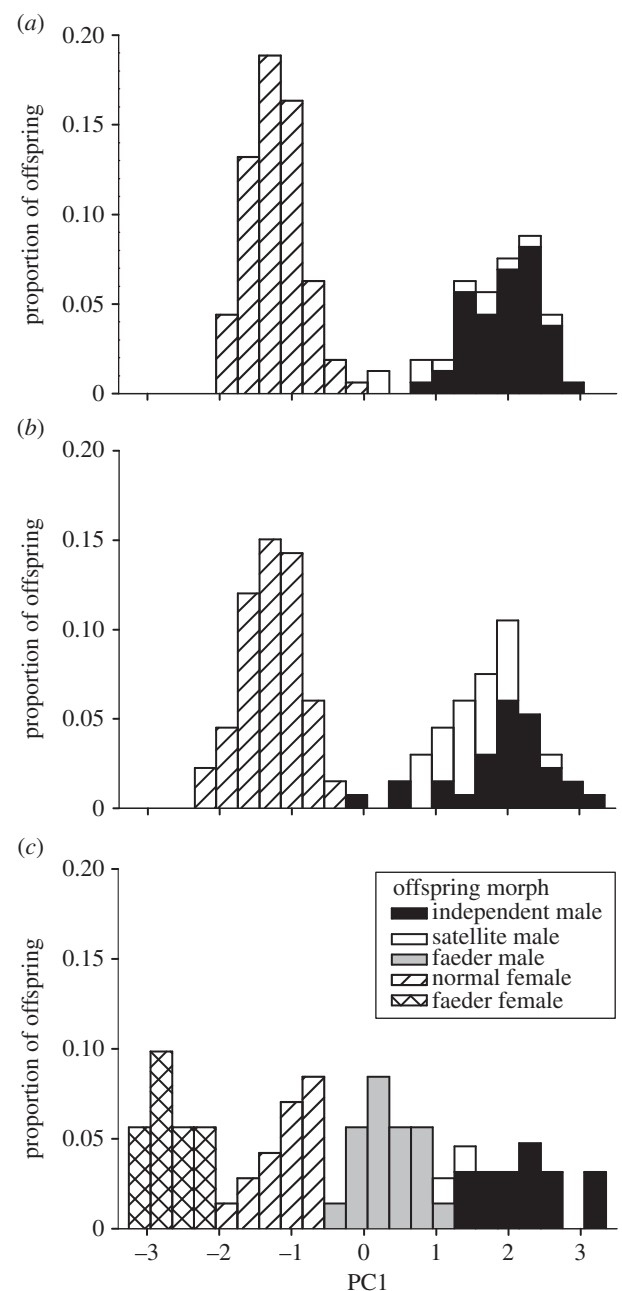 (a)
0.20
0.15
0.10
0.05
0
proportion of offspring
(b)
0.20
0.15
0.10
0.05
0
proportion of offspring
(c)
0.20
0.15
0.10
0.05
0
proportion of offspring
offspring morph
independent male
satellite male
faeder male
normal female
faeder female
–3 –2 –1 0 1 2 3
PC1